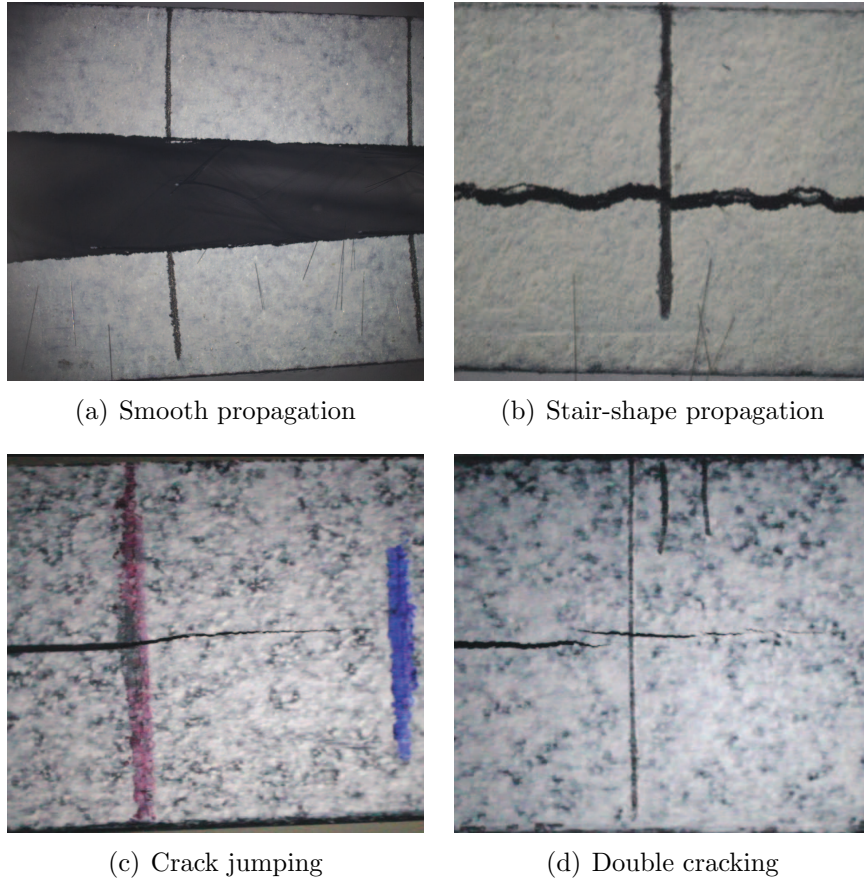 (a) Smooth propagation
(b) Stair-shape propagation
(c) Crack jumping
(d) Double cracking